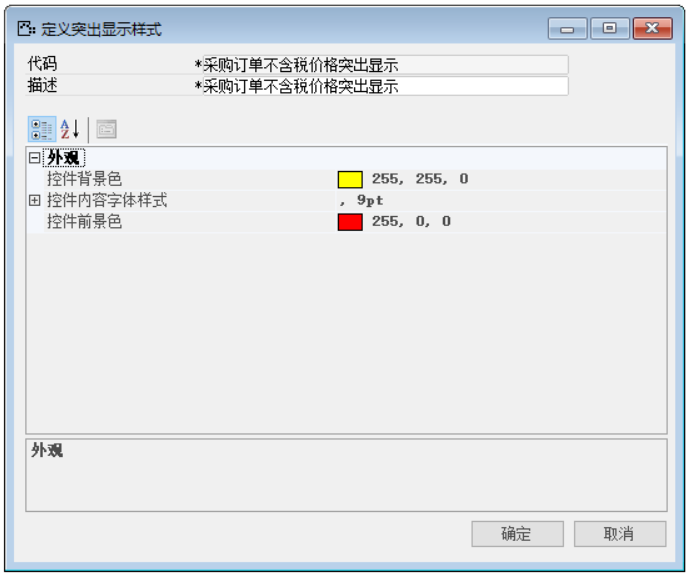 定义突出显示样式
代码 *采购订单不含税价格突出显示
描述 *采购订单不含税价格突出显示
外观
控件背景色 255, 255, 0
控件内容字体样式 , 9pt
控件前景色 255, 0, 0
外观
确定 取消